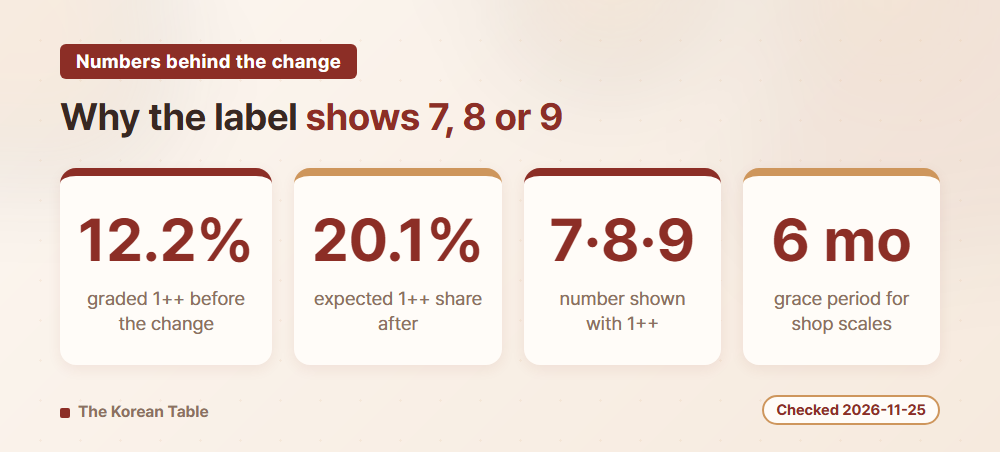 Numbers behind the change
Why the label shows 7, 8 or 9
12.2%
graded 1++ before
the change
20.1%
expected 1++ share
after
7·8·9
number shown
with 1++
6 mo
grace period for
shop scales
The Korean Table
Checked 2026-11-25